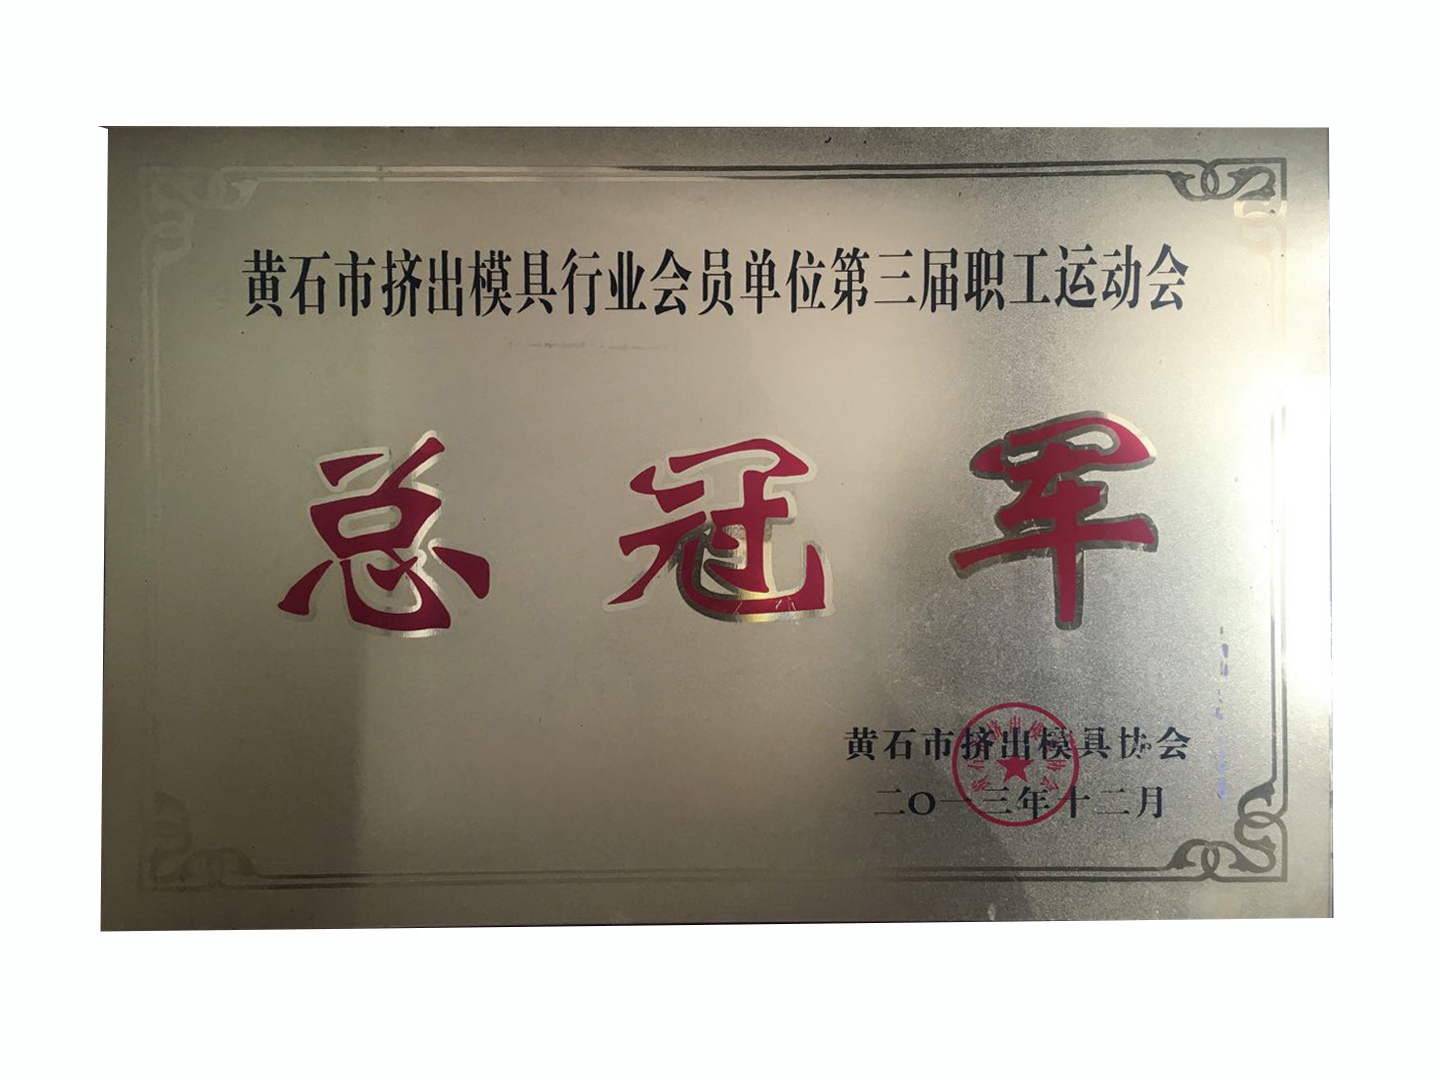 黄石市挤出模具行业会员单位第三届职工运动会
总冠军
黄石市挤出模具协会
二〇一三年十二月